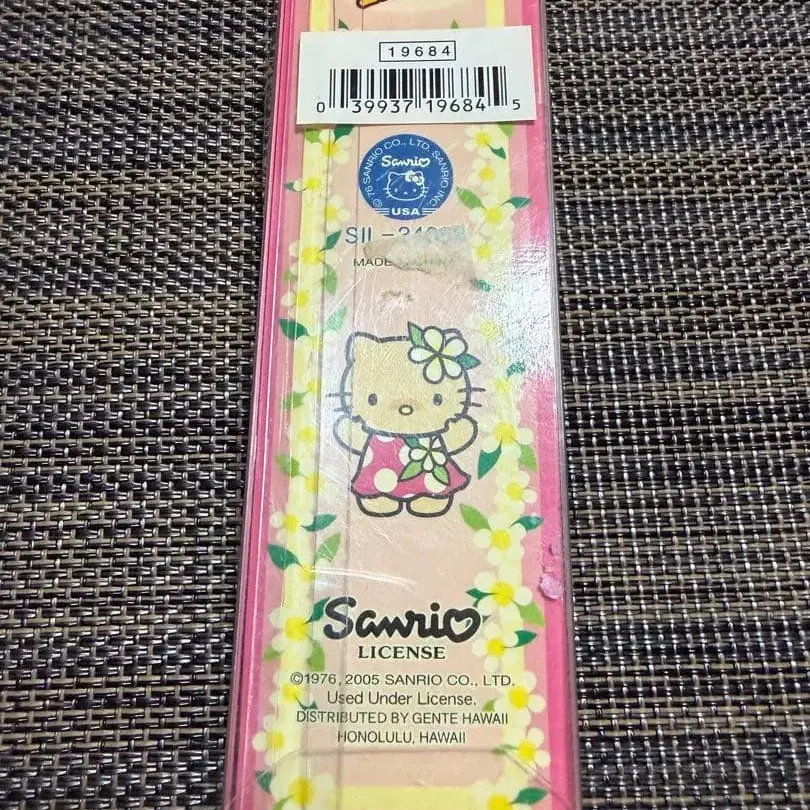 19684
0 39937 19684 5
© 76 SANRIO CO., LTD. SANRIO INC.
Sanrio
USA
MADE
Sanrio
LICENSE
©1976, 2005 SANRIO CO., LTD.
Used Under License.
DISTRIBUTED BY GENTE HAWAII
HONOLULU, HAWAII